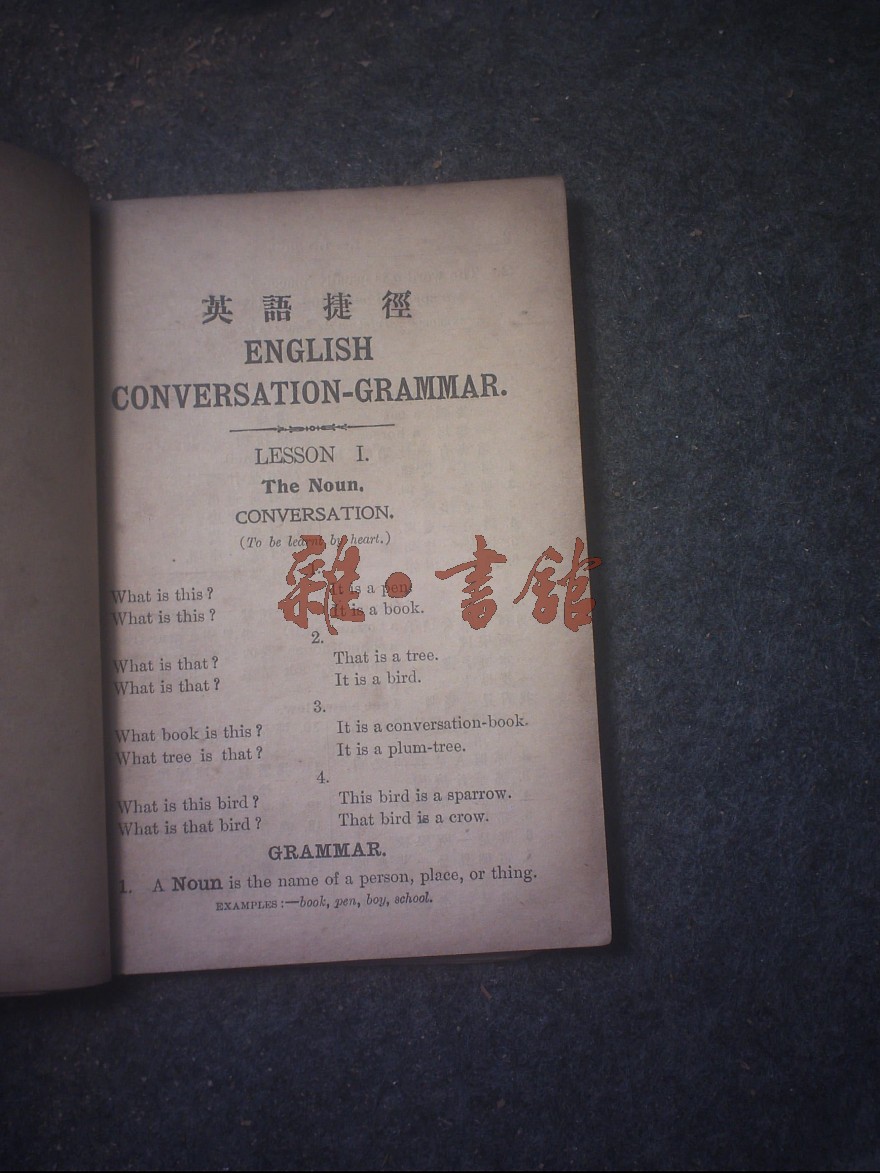 英語捷徑
ENGLISH
CONVERSATION-GRAMMAR.
LESSON I.
The Noun.
CONVERSATION.
(To be learnt by heart.)
1.
What is this? It is a pen.
What is this? It is a book.
2.
What is that? That is a tree.
What is that? It is a bird.
3.
What book is this? It is a conversation-book.
What tree is that? It is a plum-tree.
4.
What is this bird? This bird is a sparrow.
What is that bird? That bird is a crow.
GRAMMAR.
1. A Noun is the name of a person, place, or thing.
EXAMPLES:—book, pen, boy, school.
雜·書館